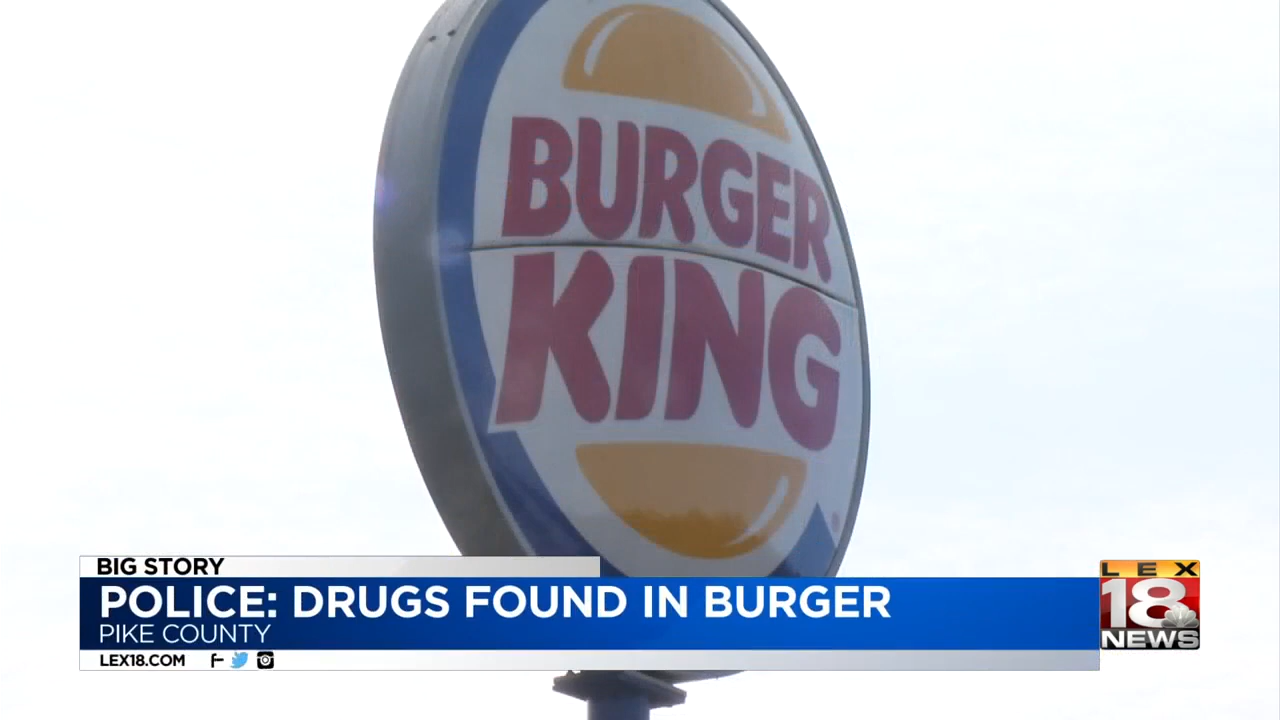 BURGER
KING
BIG STORY
POLICE: DRUGS FOUND IN BURGER
PIKE COUNTY
LEX18.COM
LEX
18
NEWS